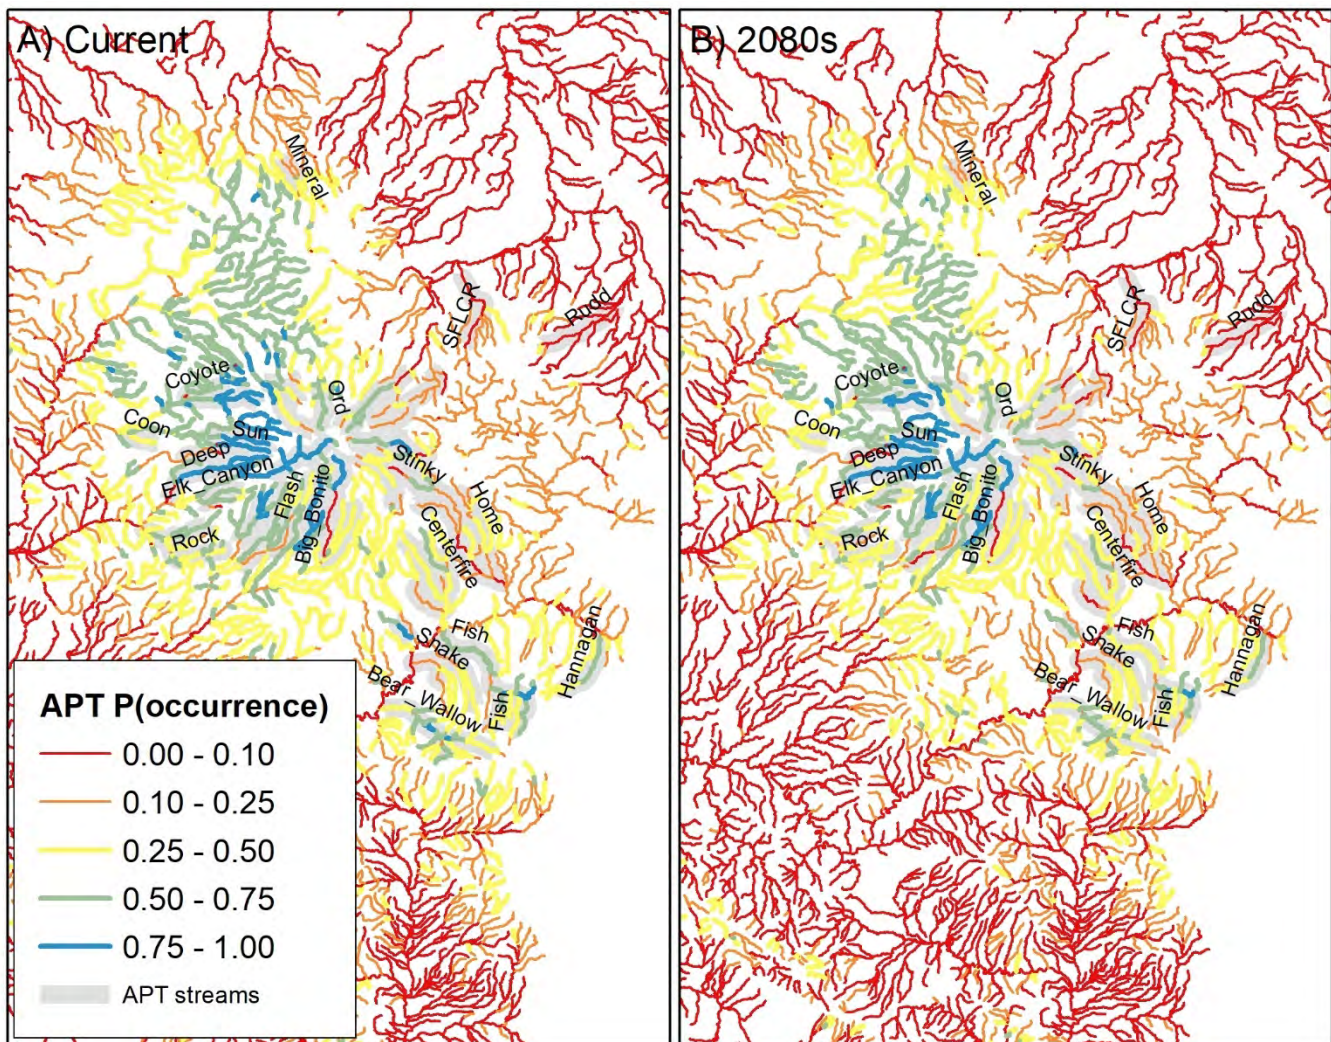 A) Current
Mineral
SFLCR
Rudd
Coyote
Ord
Coon
Sun
Deep
Elk_Canyon
Stinky
Flash
Big_Bonito
Home
Centerfire
Rock
Fish
Snake
Hannagan
Bear_Wallow
Fish
APT P(occurrence)
0.00 - 0.10
0.10 - 0.25
0.25 - 0.50
0.50 - 0.75
0.75 - 1.00
APT streams
B) 2080s
Mineral
SFLCR
Rudd
Coyote
Ord
Coon
Sun
Deep
Elk_Canyon
Stinky
Flash
Big_Bonito
Home
Centerfire
Rock
Fish
Snake
Hannagan
Bear_Wallow
Fish